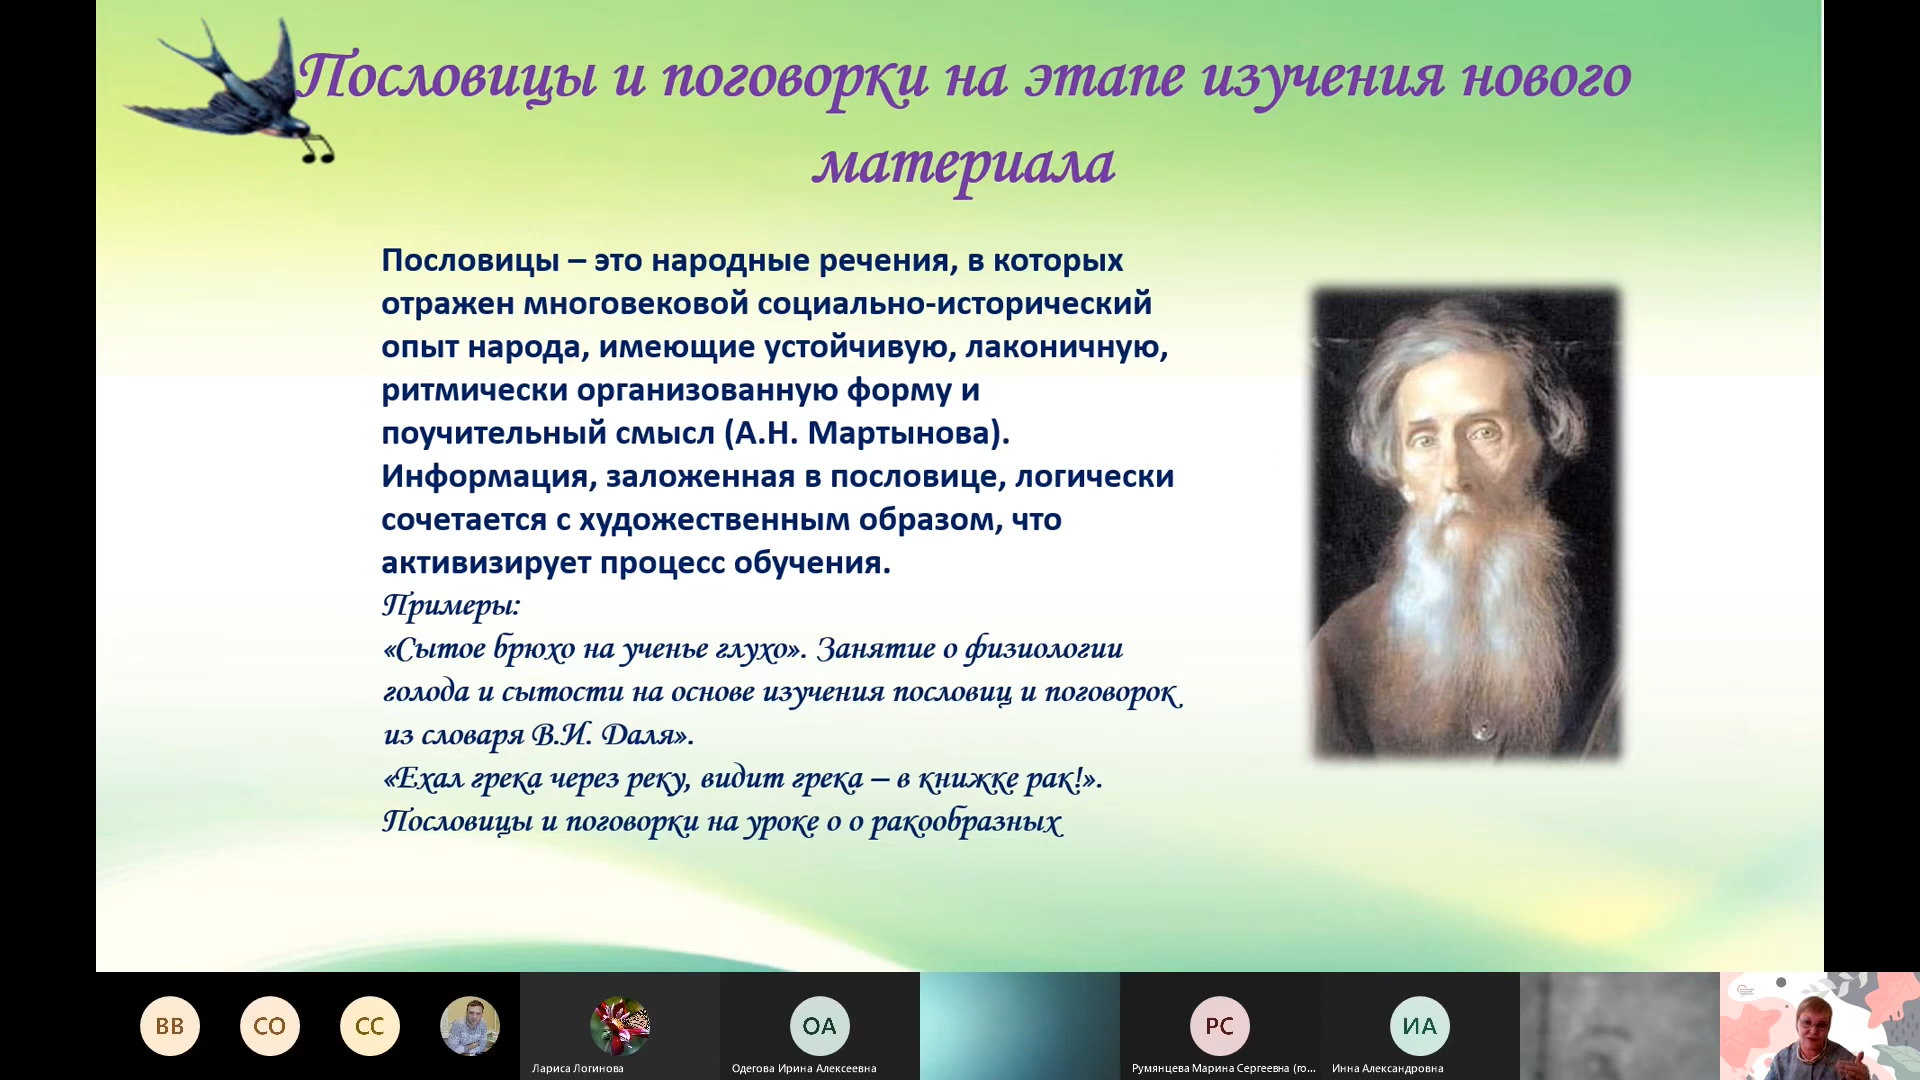 Пословицы и поговорки на этапе изучения нового
материала
Пословицы – это народные речения, в которых
отражен многовековой социально-исторический
опыт народа, имеющие устойчивую, лаконичную,
ритмически организованную форму и
поучительный смысл (А.Н. Мартынова).
Информация, заложенная в пословице, логически
сочетается с художественным образом, что
активизирует процесс обучения.
Примеры:
«Сытое брюхо на ученье глухо». Занятие о физиологии
голода и сытости на основе изучения пословиц и поговорок
из словаря В.И. Даля».
«Ехал грека через реку, видит грека – в книжке рак!».
Пословицы и поговорки на уроке о о ракообразных
ВВ
СО
СС
Лариса Логинова
ОА
Одегова Ирина Алексеевна
РС
Румянцева Марина Сергеевна (го...
ИА
Инна Александровна